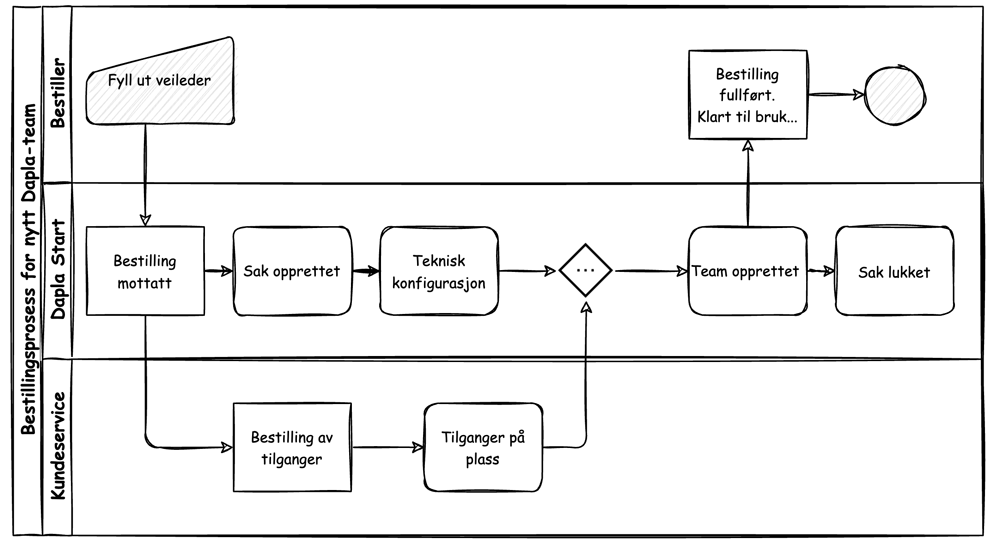 Bestillingsprosess for nytt Dapla-team
Bestiller
Fyll ut veileder
Bestilling
fullført.
Klart til bruk...
Dapla Start
Bestilling
mottatt
Sak opprettet
Teknisk
konfigurasjon
...
Team opprettet
Sak lukket
Kundeservice
Bestilling av
tilganger
Tilganger på
plass